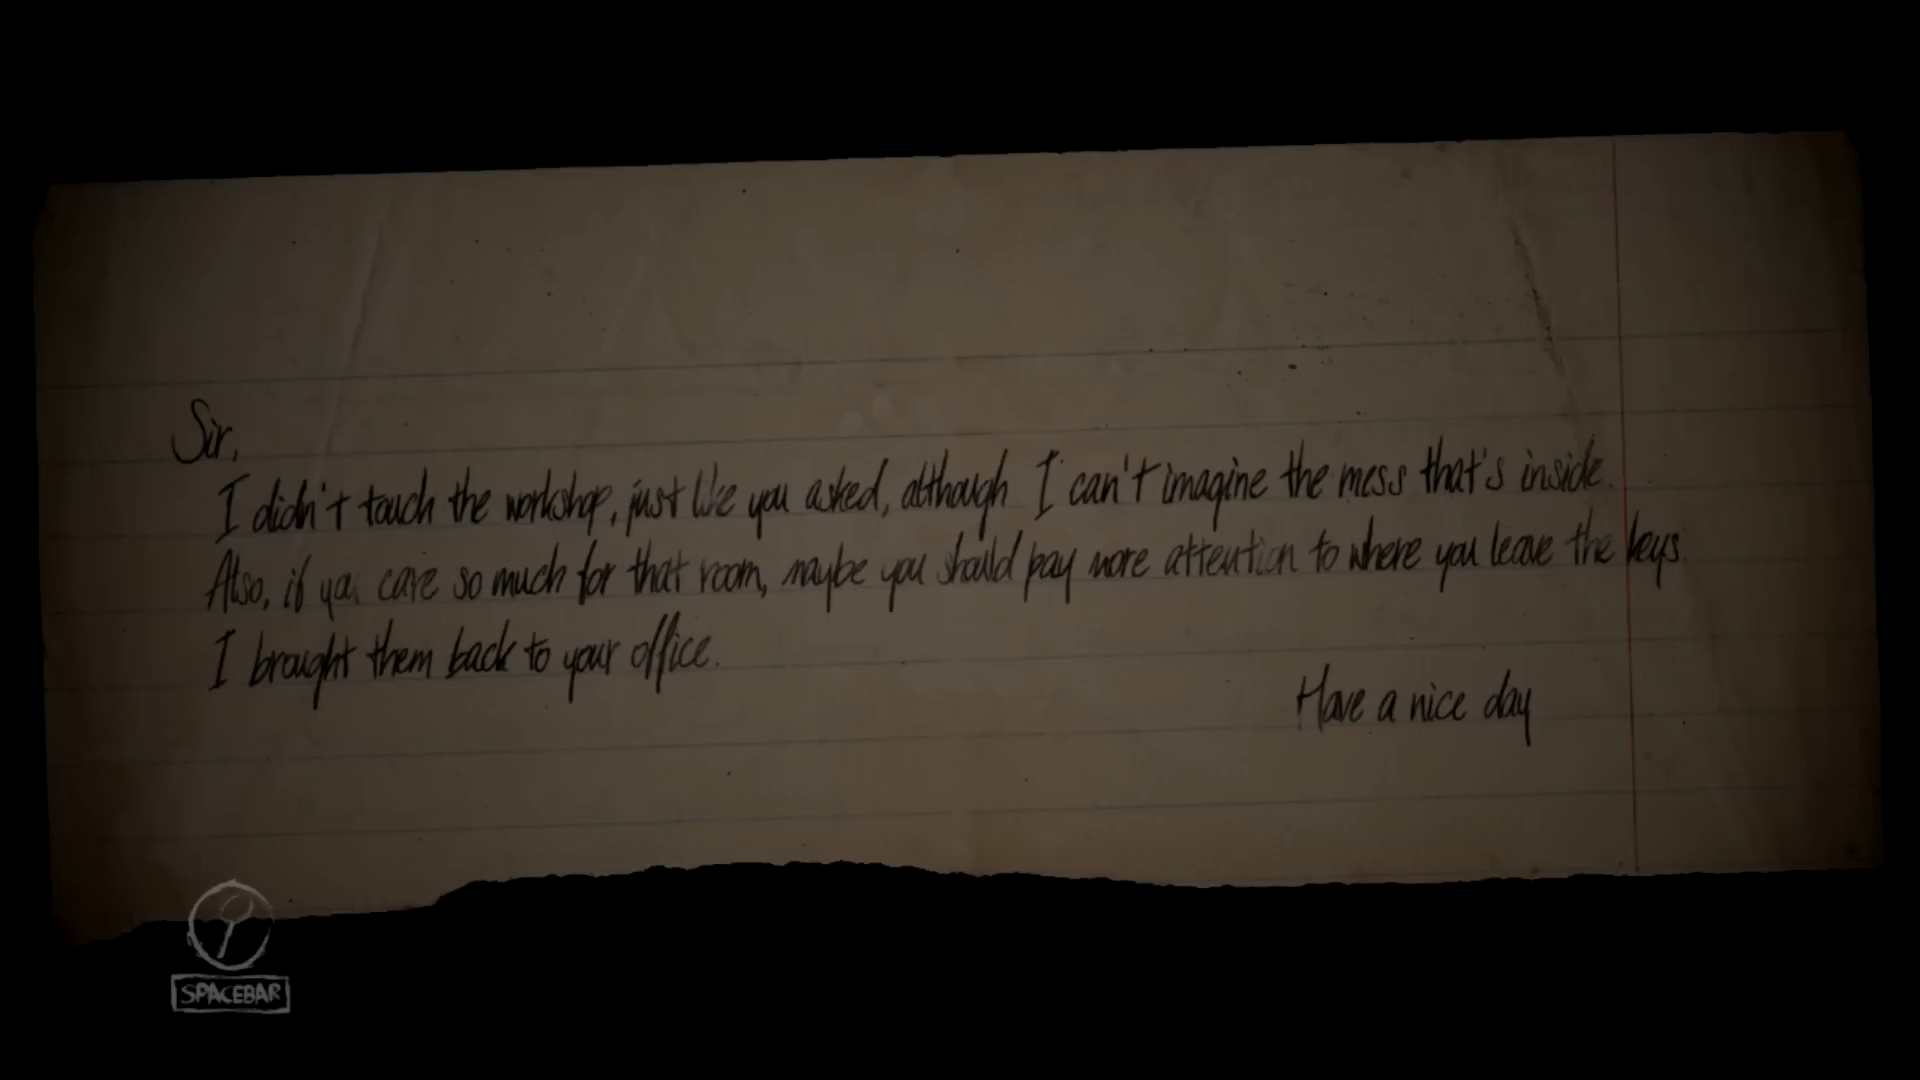 Sir,
I didn't touch the workshop, just like you asked, although I can't imagine the mess that's inside.
Also, if you care so much for that room, maybe you should pay more attention to where you leave the keys.
I brought them back to your office.
Have a nice day
SPACEBAR